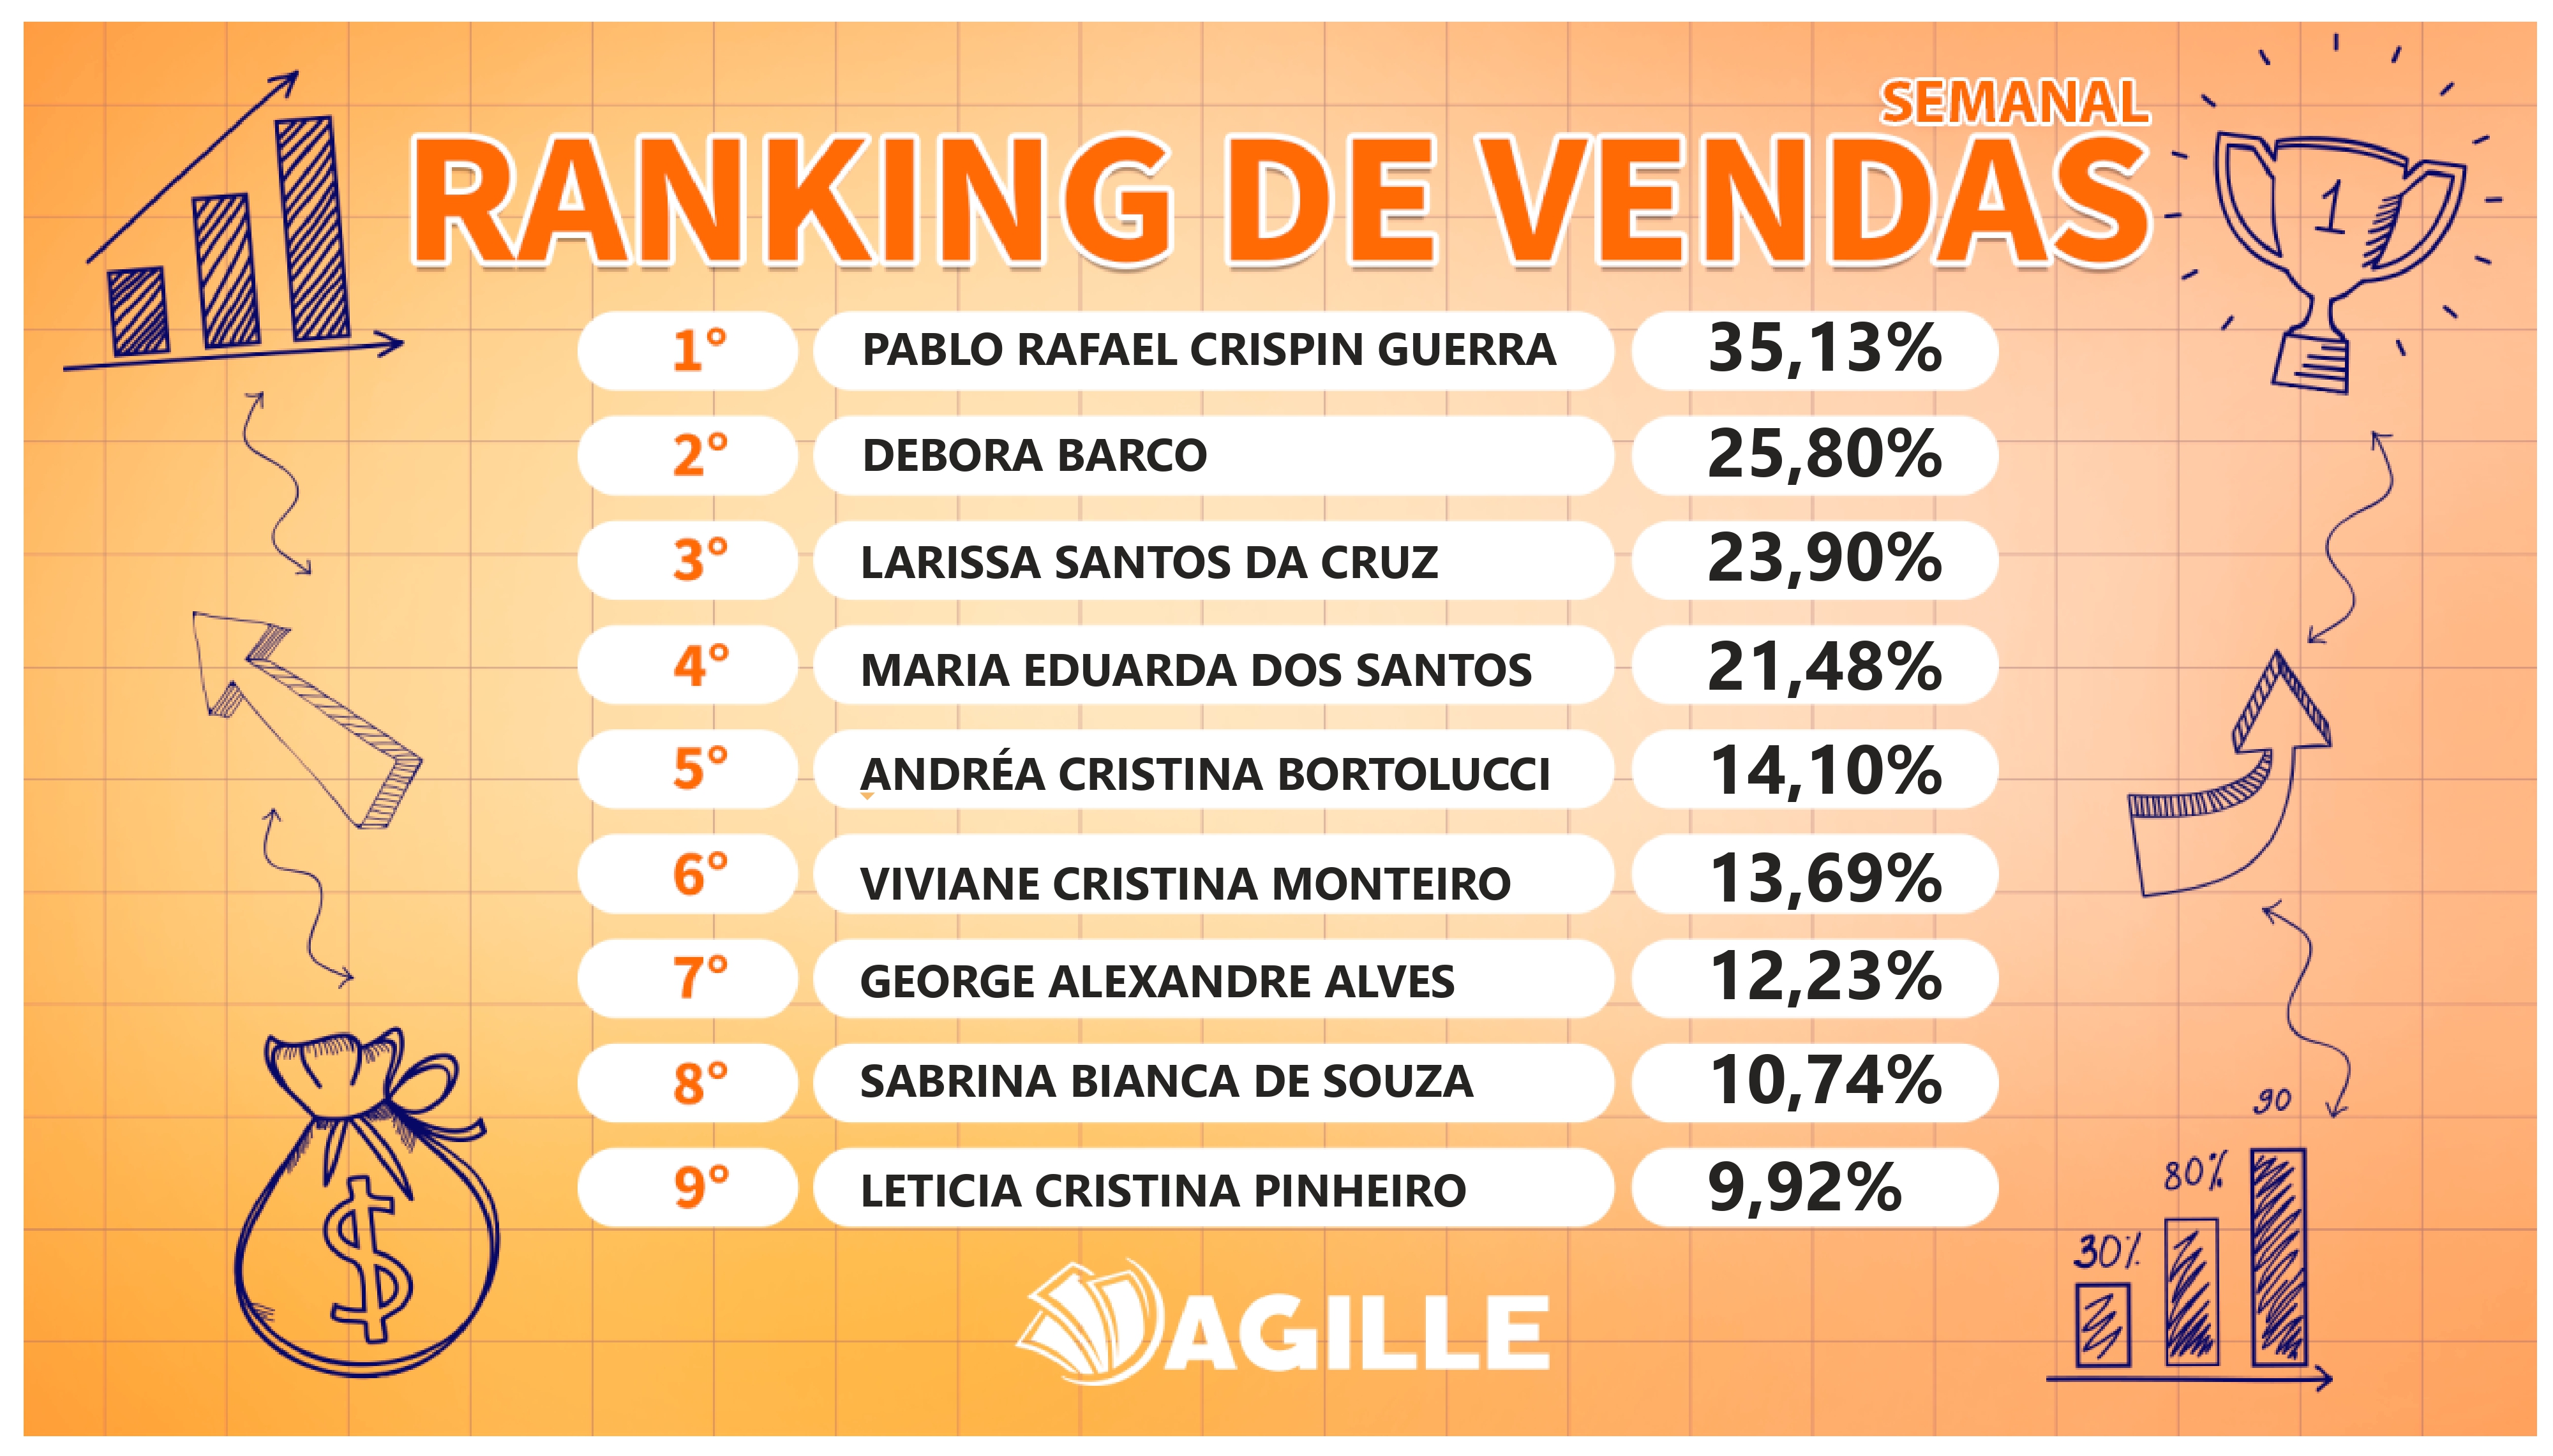 SEMANAL
RANKING DE VENDAS
1
1° PABLO RAFAEL CRISPIN GUERRA 35,13%
2° DEBORA BARCO 25,80%
3° LARISSA SANTOS DA CRUZ 23,90%
4° MARIA EDUARDA DOS SANTOS 21,48%
5° ANDRÉA CRISTINA BORTOLUCCI 14,10%
6° VIVIANE CRISTINA MONTEIRO 13,69%
7° GEORGE ALEXANDRE ALVES 12,23%
8° SABRINA BIANCA DE SOUZA 10,74%
9° LETICIA CRISTINA PINHEIRO 9,92%
$
90
80%
30%
AGILLE